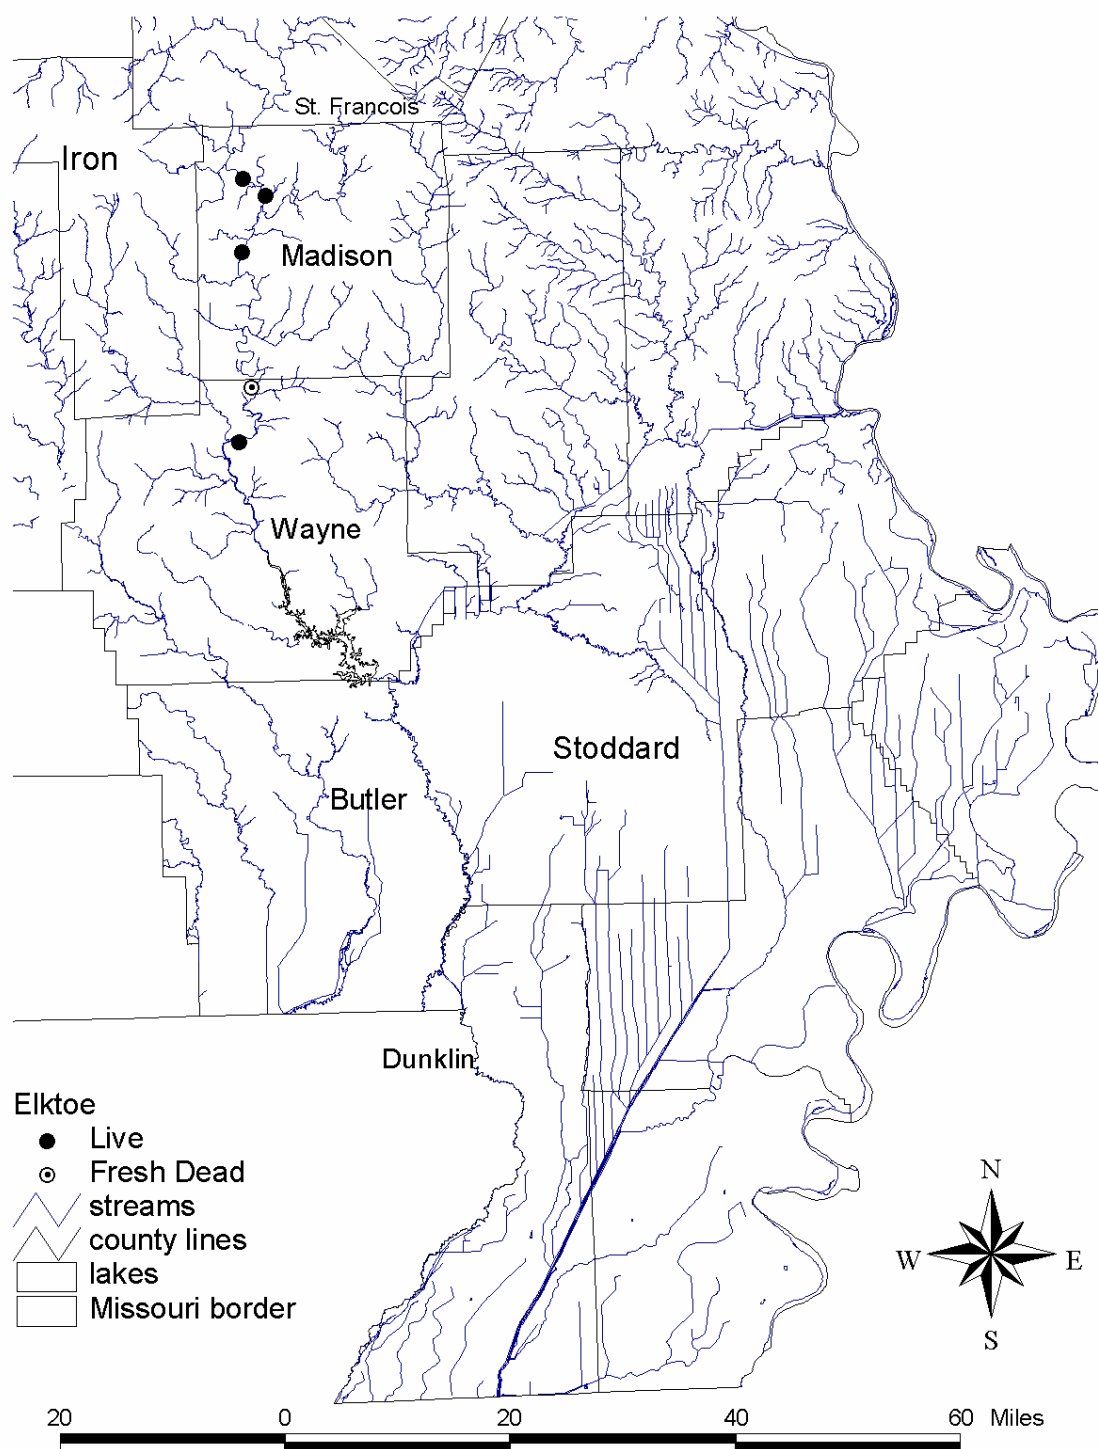 St. Francois
Iron
Madison
Wayne
Stoddard
Butler
Dunklin
Elktoe
Live
Fresh Dead
streams
county lines
lakes
Missouri border
N
W E
S
20 0 20 40 60 Miles